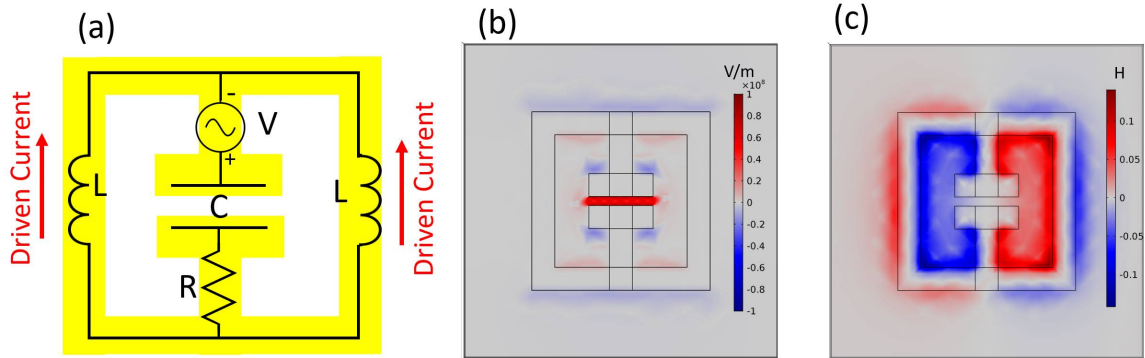 (a)
Driven Current
L
-
V
+
C
R
L
Driven Current
(b)
V/m
×10⁸
1
0.8
0.6
0.4
0.2
0
-0.2
-0.4
-0.6
-0.8
-1
(c)
H
0.1
0.05
0
-0.05
-0.1